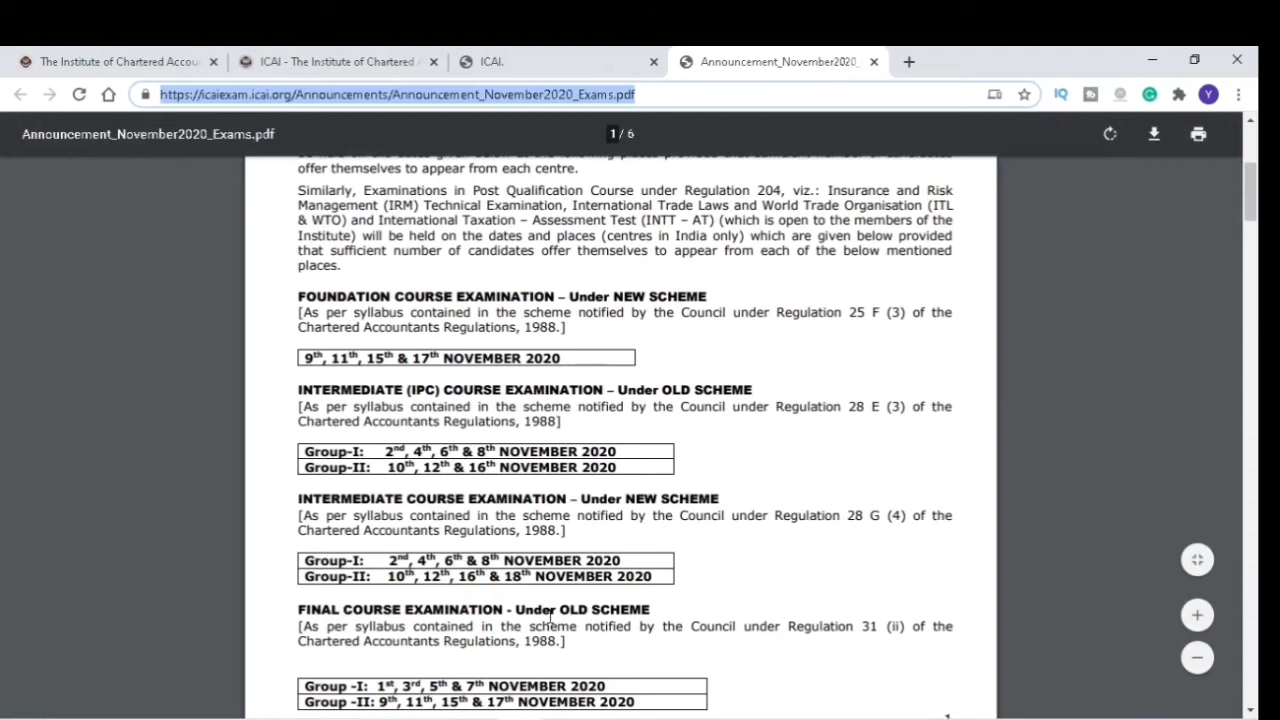 The Institute of Chartered Accou
ICAI - The Institute of Chartered
ICAI.
Announcement_November2020_
https://icaiexam.icai.org/Announcements/Announcement_November2020_Exams.pdf
Announcement_November2020_Exams.pdf
1 / 6
offer themselves to appear from each centre.
Similarly, Examinations in Post Qualification Course under Regulation 204, viz.: Insurance and Risk
Management (IRM) Technical Examination, International Trade Laws and World Trade Organisation (ITL
& WTO) and International Taxation – Assessment Test (INTT – AT) (which is open to the members of the
Institute) will be held on the dates and places (centres in India only) which are given below provided
that sufficient number of candidates offer themselves to appear from each of the below mentioned
places.
FOUNDATION COURSE EXAMINATION – Under NEW SCHEME
[As per syllabus contained in the scheme notified by the Council under Regulation 25 F (3) of the
Chartered Accountants Regulations, 1988.]
9th, 11th, 15th & 17th NOVEMBER 2020
INTERMEDIATE (IPC) COURSE EXAMINATION – Under OLD SCHEME
[As per syllabus contained in the scheme notified by the Council under Regulation 28 E (3) of the
Chartered Accountants Regulations, 1988]
Group-I: 2nd, 4th, 6th & 8th NOVEMBER 2020
Group-II: 10th, 12th & 16th NOVEMBER 2020
INTERMEDIATE COURSE EXAMINATION – Under NEW SCHEME
[As per syllabus contained in the scheme notified by the Council under Regulation 28 G (4) of the
Chartered Accountants Regulations, 1988.]
Group-I: 2nd, 4th, 6th & 8th NOVEMBER 2020
Group-II: 10th, 12th, 16th & 18th NOVEMBER 2020
FINAL COURSE EXAMINATION - Under OLD SCHEME
[As per syllabus contained in the scheme notified by the Council under Regulation 31 (ii) of the
Chartered Accountants Regulations, 1988.]
Group -I: 1st, 3rd, 5th & 7th NOVEMBER 2020
Group -II: 9th, 11th, 15th & 17th NOVEMBER 2020